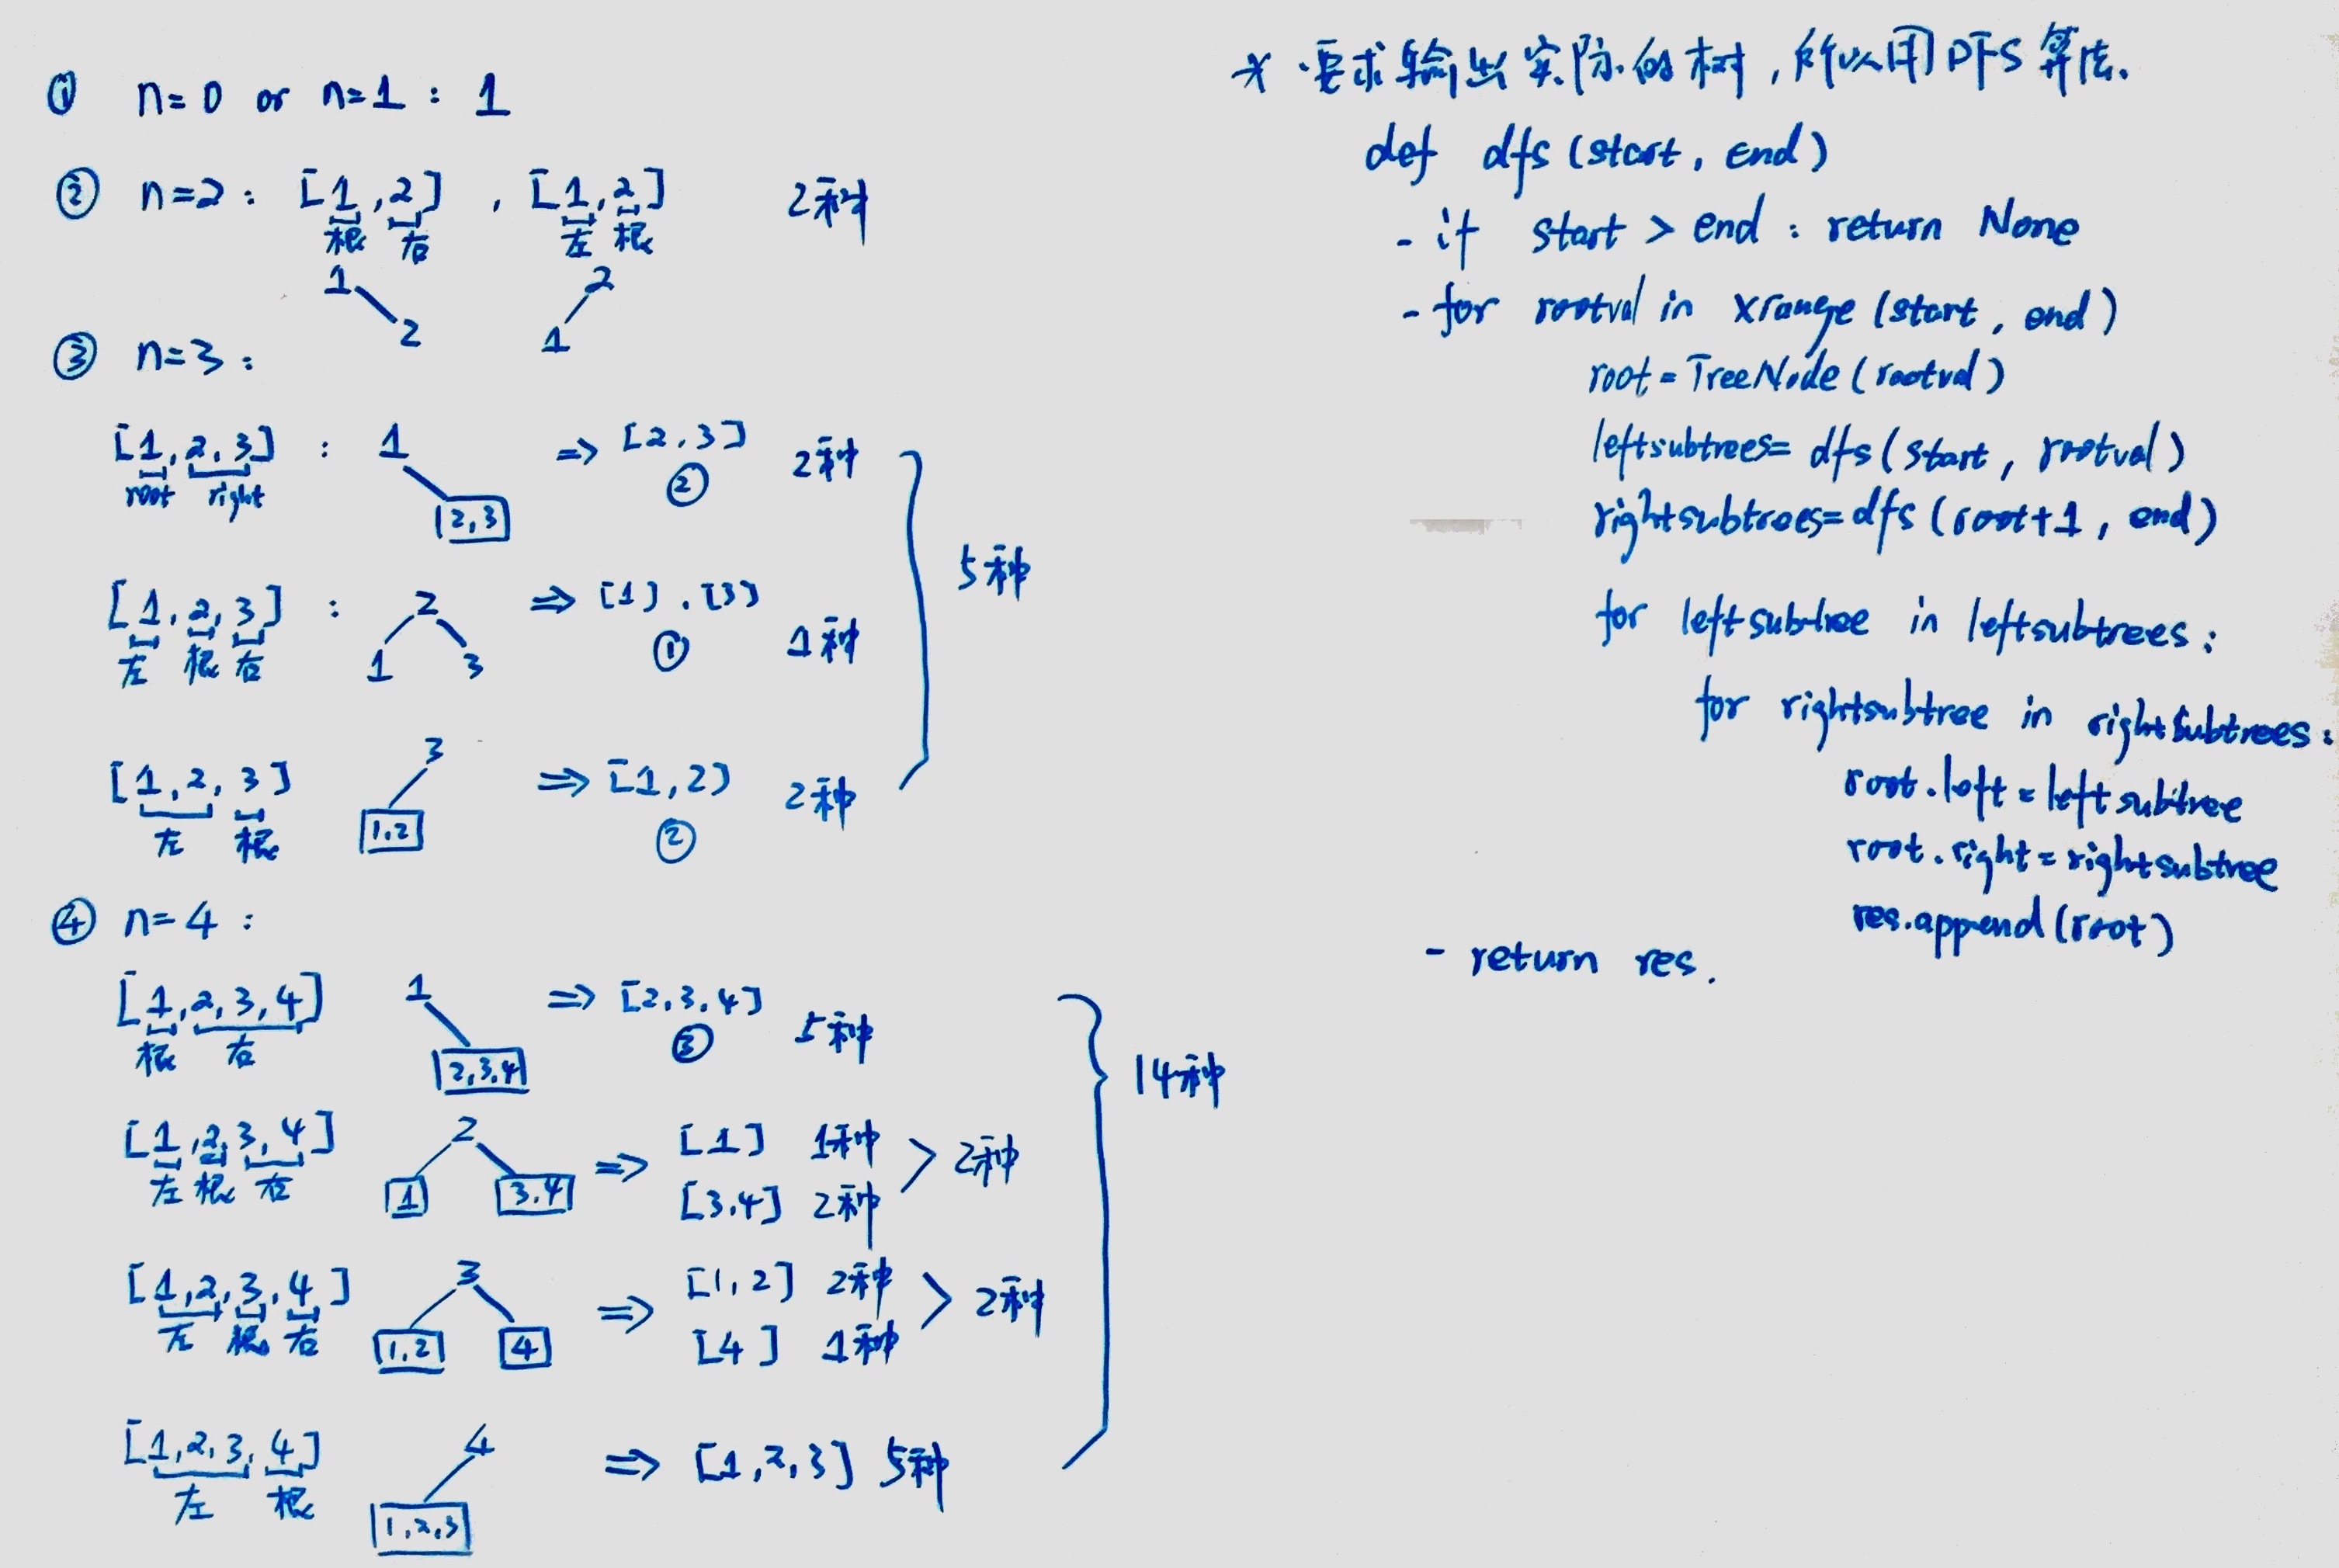 ① n=0 or n=1 : 1
② n=2 : [1,2] , [1,2] 2种
根 右 左 根
1 2
2 1
③ n=3 :
[1,2,3] : 1 => [2,3] 2种
root right 2,3 ②
[1,2,3] : 2 => [1],[3] 1种
左 根 右 1 3 ①
5种
[1,2,3] 3 => [1,2] 2种
左 根 1,2 ②
④ n=4 :
[1,2,3,4] 1 => [2,3,4] 5种
根 右 2,3,4 ③
14种
[1,2,3,4] 2 => [1] 1种 > 2种
左 根 右 1 3,4 [3,4] 2种
[1,2,3,4] 3 => [1,2] 2种 > 2种
左 根 右 1,2 4 [4] 1种
[1,2,3,4] 4 => [1,2,3] 5种
左 根 1,2,3
* ·要求输出实际的树,所以用DFS算法.
def dfs(start, end)
- if start > end : return None
- for rootval in xrange(start, end)
root = TreeNode(rootval)
leftsubtrees= dfs(start, rootval)
rightsubtrees= dfs(root+1, end)
for leftsubtree in leftsubtrees:
for rightsubtree in rightsubtrees:
root.left = leftsubtree
root.right = rightsubtree
res.append(root)
- return res.